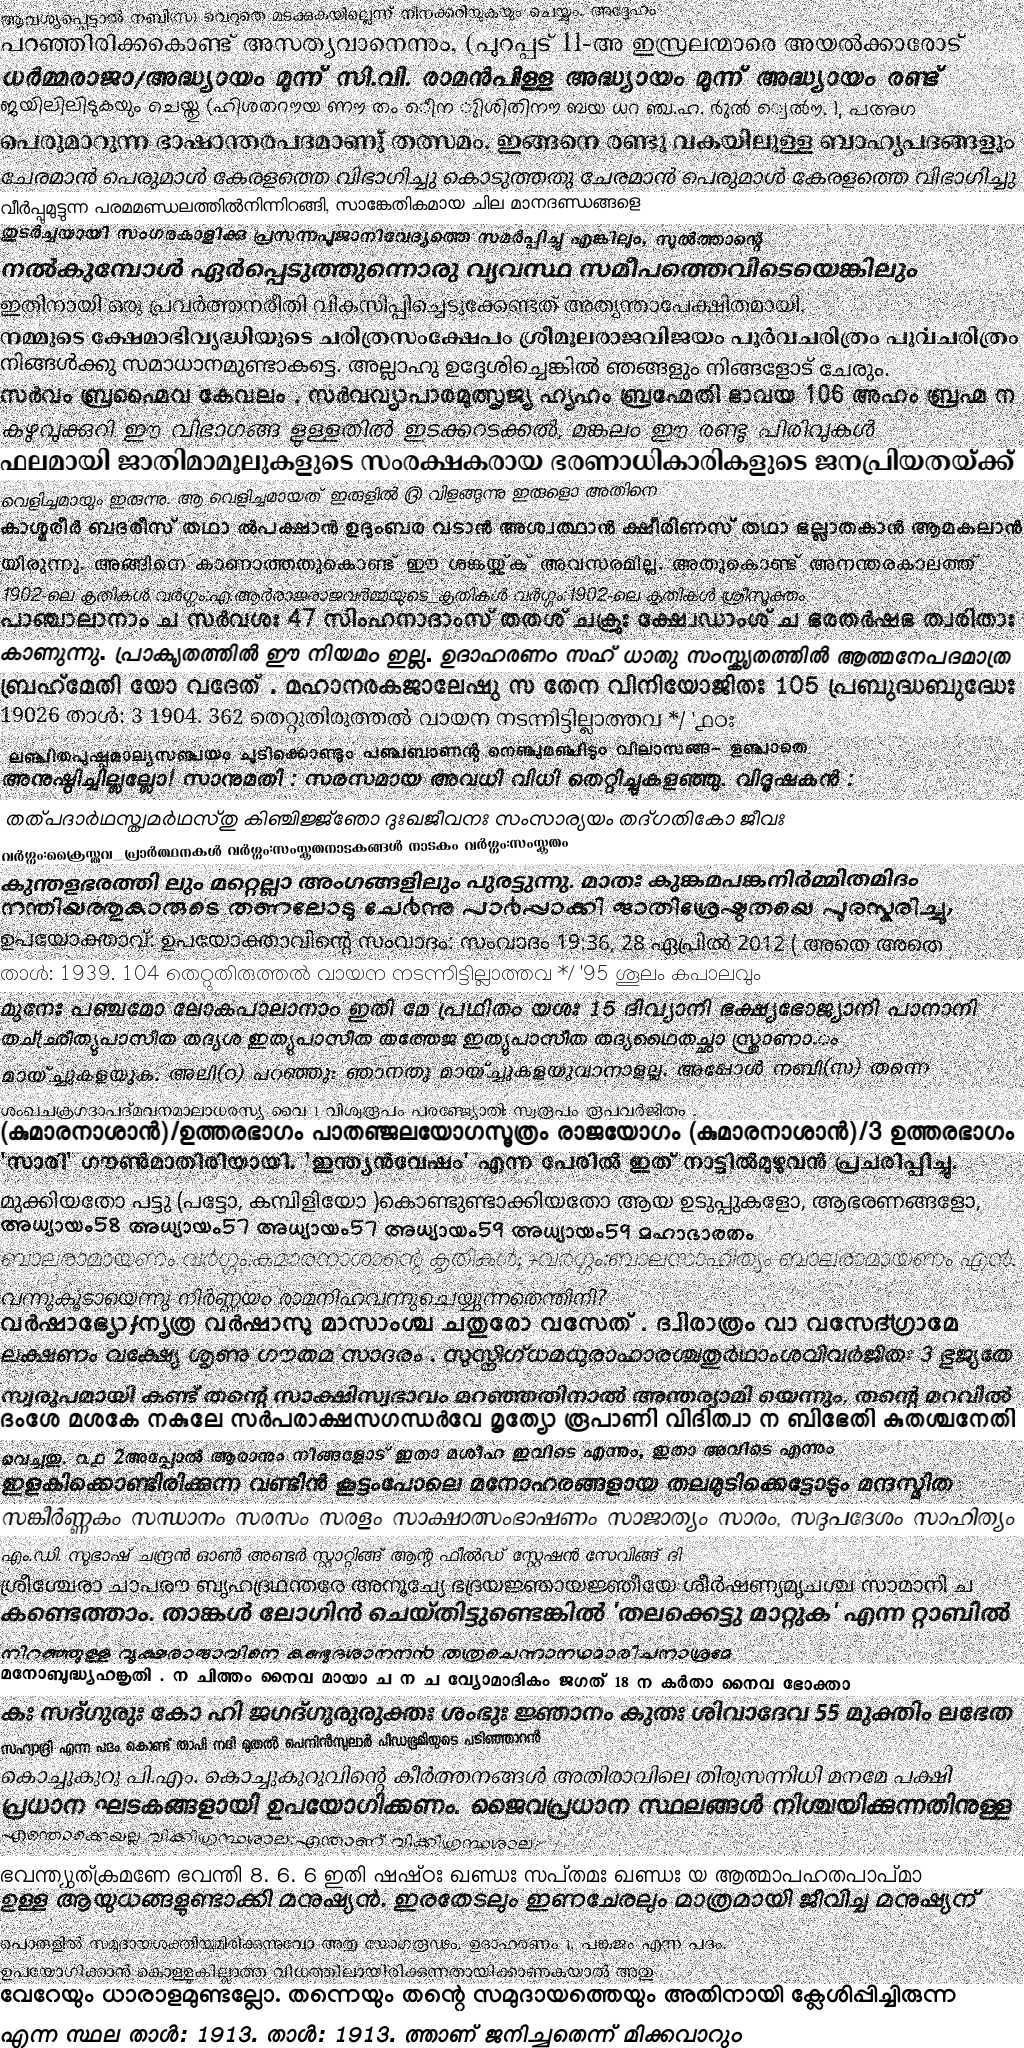 ആവശ്യപ്പെട്ടാൽ നബി(സ) വെറുതെ മടക്കുകയില്ലെന്ന് നിനക്കറിയുകയും ചെയ്യും. അദ്ദേഹം
പറഞ്ഞിരിക്കകൊണ്ട് അസത്യവാനെന്നും, (പുറപ്പട് 11-അ ഇസ്രലന്മാരെ അയൽക്കാരോട്
ധർമ്മരാജാ/അദ്ധ്യായം മൂന്ന് സി.വി. രാമൻപിള്ള അദ്ധ്യായം മൂന്ന് അദ്ധ്യായം രണ്ട്
ജയിലിലിടുകയും ചെയ്തു
പെരുമാറുന്ന ഭാഷാന്തരപദമാണു് തത്സമം. ഇങ്ങനെ രണ്ടു വകയിലുള്ള ബാഹ്യപദങ്ങളും
ചേരമാൻ പെരുമാൾ കേരളത്തെ വിഭാഗിച്ചു കൊടുത്തതു ചേരമാൻ പെരുമാൾ കേരളത്തെ വിഭാഗിച്ചു
വീർപ്പുമുട്ടുന്ന പരമമണ്ഡലത്തിൽനിന്നിറങ്ങി, സാങ്കേതികമായ ചില മാനദണ്ഡങ്ങളെ
തുടർച്ചയായി സംഗരകാളിക്കു പ്രസന്നപൂജാനിവേദ്യത്തെ സമർപ്പിച്ചു എങ്കിലും, സുൽത്താന്റെ
നൽകുമ്പോൾ ഏർപ്പെടുത്തുന്നൊരു വ്യവസ്ഥ സമീപത്തെവിടെയെങ്കിലും
ഇതിനായി ഒരു പ്രവർത്തനരീതി വികസിപ്പിച്ചെടുക്കേണ്ടത് അത്യന്താപേക്ഷിതമായി.
നമ്മുടെ ക്ഷേമാഭിവൃദ്ധിയുടെ ചരിത്രസംക്ഷേപം ശ്രീമൂലരാജവിജയം പൂർവചരിത്രം പൂർവചരിത്രം
നിങ്ങൾക്കു സമാധാനമുണ്ടാകട്ടെ. അല്ലാഹു ഉദ്ദേശിച്ചെങ്കിൽ ഞങ്ങളും നിങ്ങളോട് ചേരും.
സർവം ബ്രഹ്മൈവ കേവലം . സർവവ്യാപാരമുത്സൃജ്യ ഹ്യഹം ബ്രഹ്മേതി ഭാവയ 106 അഹം ബ്രഹ്മ ന
കഴുവുക്കുറി ഈ വിഭാഗങ്ങ ളുള്ളതിൽ ഇടക്കറടക്കൽ, മങ്കലം ഈ രണ്ടു പിരിവുകൾ
ഫലമായി ജാതിമാമൂലുകളുടെ സംരക്ഷകരായ ഭരണാധികാരികളുടെ ജനപ്രിയതയ്ക്ക്
വെളിച്ചമായും ഇരുന്നു. ആ വെളിച്ചമായത് ഇരുളിൽ വിളങ്ങുന്നു ഇരുളൊ അതിനെ
കാശ്മരീർ ബദരീസ് തഥാ ൽപക്ഷാൻ ഉദുംബര വടാൻ അശ്വത്ഥാൻ ക്ഷീരിണസ് തഥാ ഭല്ലാതകാൻ ആമകലാൻ
യിരുന്നു. അങ്ങിനെ കാണാത്തതുകൊണ്ട് ഈ ശങ്കയ്ക്ക് അവസരമില്ല. അതുകൊണ്ട് അനന്തരകാലത്ത്
1902-ലെ കൃതികൾ വർഗ്ഗം:എ.ആർരാജരാജവർമ്മയുടെ_കൃതികൾ വർഗ്ഗം:1902-ലെ കൃതികൾ ശ്രീസൂക്തം
പാഞ്ചാലാനാം ച സർവശഃ 47 സിംഹനാദാംസ് തതശ് ചക്രുഃ ക്ഷ്വേഡാംശ് ച ഭരതർഷഭ ത്വരിതാഃ
കാണുന്നു. പ്രാകൃതത്തിൽ ഈ നിയമം ഇല്ല. ഉദാഹരണം സഹ് ധാതു സംസ്കൃതത്തിൽ ആത്മനേപദമാത്ര
ബ്രഹ്മേതി യോ വദേത് . മഹാനരകജാലേഷു സ തേന വിനിയോജിതഃ 105 പ്രബുദ്ധബുദ്ധേഃ
19026 താൾ: 3 1904. 362 തെറ്റുതിരുത്തൽ വായന നടന്നിട്ടില്ലാത്തവ */ '൧൦ഃ
ലഞ്ചിതപുഷ്പമാല്യസഞ്ചയം ചൂടിക്കൊണ്ടും പഞ്ചബാണന്റ നെഞ്ചുമഞ്ചിടും വിലാസങ്ങ- ളഞ്ചാതെ
അനുഷ്ഠിച്ചില്ലല്ലോ! സാനുമതി : സരസമായ അവധി വിധി തെറ്റിച്ചുകളഞ്ഞു. വിദൂഷകൻ :
തത്പദാർഥസ്ത്വമർഥസ്തു കിഞ്ചിജ്ജ്ഞോ ദുഃഖജീവനഃ സംസാര്യയം തദ്ഗതികോ ജീവഃ
വർഗ്ഗം:ക്രൈസ്തവ_പ്രാർത്ഥനകൾ വർഗ്ഗം:സംസ്കൃതനാടകങ്ങൾ നാടകം വർഗ്ഗം:സംസ്കൃതം
കുന്തളഭരത്തി ലും മറ്റെല്ലാ അംഗങ്ങളിലും പുരട്ടുന്നു. മാതഃ കുങ്കുമപങ്കനിർമ്മിതമിദം
നന്തിയരുതുകാരുടെ തണലോടു ചേർന്നു പാർപ്പാക്കി ജാതിശ്രേഷ്ഠതയെ പുരസ്കരിച്ചു,
ഉപയോക്താവ്: ഉപയോക്താവിന്റെ സംവാദം: സംവാദം 19:36, 28 ഏപ്രിൽ 2012 ( അതെ അതെ
താൾ: 1939. 104 തെറ്റുതിരുത്തൽ വായന നടന്നിട്ടില്ലാത്തവ */ '95 ശൂലം കപാലവും
മുനേഃ പഞ്ചമോ ലോകപാലാനാം ഇതി മേ പ്രഥിതം യശഃ 15 ദിവ്യാനി ഭക്ഷ്യഭോജ്യാനി പാനാനി
ഇത്യുപാസീത തദ്യശ ഇത്യുപാസീത തത്തേജ ഇത്യുപാസീത
മായ്ച്ചുകളയുക. അലി(റ) പറഞ്ഞു: ഞാനതു മായ്ച്ചുകളയുവാനാളല്ല. അപ്പോൾ നബി(സ) തന്നെ
ശംഖചക്രഗദാപദ്മവനമാലാധരസ്യ വൈ 1 വിശ്വരൂപം പരഞ്ജ്യോതിഃ സ്വരൂപം രൂപവർജിതം .
(കുമാരനാശാൻ)/ഉത്തരഭാഗം പാതഞ്ജലയോഗസൂത്രം രാജയോഗം (കുമാരനാശാൻ)/3 ഉത്തരഭാഗം
'സാരി' ഗൗൺമാതിരിയായി. 'ഇന്ത്യൻവേഷം' എന്ന പേരിൽ ഇത് നാട്ടിൽമുഴുവൻ പ്രചരിപ്പിച്ചു.
മുക്കിയതോ പട്ടു (പട്ടോ, കമ്പിളിയോ )കൊണ്ടുണ്ടാക്കിയതോ ആയ ഉടുപ്പുകളോ, ആഭരണങ്ങളോ,
അധ്യായം58 അധ്യായം57 അധ്യായം57 അധ്യായം59 അധ്യായം59 മഹാഭാരതം
ബാലരാമായണം വർഗ്ഗം:കുമാരനാശാന്റെ കൃതികൾ; +വർഗ്ഗം:ബാലസാഹിത്യം ബാലരാമായണം എൻ.
വന്നുകൂടായെന്നു നിർണ്ണയം രാമനിഹവന്നുചെയ്യുന്നതെന്തിനി?
വർഷാഭ്യോƒന്യത്ര വർഷാസു മാസാംശ്ച ചതുരോ വസേത് . ദ്വിരാത്രം വാ വസേദ്ഗ്രാമേ
ലക്ഷണം വക്ഷ്യേ ശൃണു ഗൗതമ സാദരം . സുസ്നിഗ്ധമധുരാഹാരശ്ചതുർഥാംശവിവർജിതഃ 3 ഭുജ്യതേ
സ്വരൂപമായി കണ്ട് തന്റെ സാക്ഷിസ്വഭാവം മറഞ്ഞതിനാൽ അന്തര്യാമി യെന്നും, തന്റെ മറവിൽ
ദംശേ മശകേ നകുലേ സർപരാക്ഷസഗന്ധർവേ മൃത്യോ രൂപാണി വിദിത്വാ ന ബിഭേതി കുതശ്ചനേതി
വെച്ചതു. ൨൧ 2അപ്പോൽ ആരാനും നിങ്ങളോട് ഇതാ മശീഹ ഇവിടെ എന്നും, ഇതാ അവിടെ എന്നും
ഇളകിക്കൊണ്ടിരിക്കുന്ന വണ്ടിൻ കൂട്ടംപോലെ മനോഹരങ്ങളായ തലമുടിക്കെട്ടോടും മന്ദസ്മിത
സങ്കീർണ്ണകം സന്ധാനം സരസം സരളം സാക്ഷാത്സംഭാഷണം സാജാത്യം സാരം, സദുപദേശം സാഹിത്യം
എം.ഡി. സുഭാഷ് ചന്ദ്രൻ ഓൺ അണ്ടർ സ്റ്റാറ്റിങ്ങ് ആന്റ ഫീൽഡ് സ്റ്റേഷൻ സേവിങ്ങ് ദി
ശ്രീശ്ചേരാ ചാപരൗ ബൃഹദ്രഥന്തരേ അനൂച്യേ ഭദ്രയജ്ഞായജ്ഞീയേ ശീർഷണ്യമൃചശ്ച സാമാനി ച
കണ്ടെത്താം. താങ്കൾ ലോഗിൻ ചെയ്തിട്ടുണ്ടെങ്കിൽ 'തലക്കെട്ടു മാറ്റുക' എന്ന റ്റാബിൽ
നിറഞ്ഞുള്ള വൃക്ഷരാജാവിനെ കണ്ടുദശാനനൻ തത്രചെന്നാനഥമാരീചനാശ്രമേ
മനോബുദ്ധ്യഹങ്കൃതി . ന ചിത്തം നൈവ മായാ ച ന ച വ്യോമാദികം ജഗത് 18 ന കർതാ നൈവ ഭോക്താ
കഃ സദ്ഗുരുഃ കോ ഹി ജഗദ്ഗുരുരുക്തഃ ശംഭുഃ ജ്ഞാനം കുതഃ ശിവാദേവ 55 മുക്തിം ലഭേത
സഹ്യാദ്രി എന്ന പദം കൊണ്ട് താപി നദി മുതൽ പെനിൻസുലാർ പീഡഭൂമിയുടെ പടിഞ്ഞാറൻ
കൊച്ചുകുറു പി.എം. കൊച്ചുകുറുവിന്റെ കീർത്തനങ്ങൾ അതിരാവിലെ തിരുസന്നിധി മനമേ പക്ഷി
പ്രധാന ഘടകങ്ങളായി ഉപയോഗിക്കണം. ജൈവപ്രധാന സ്ഥലങ്ങൾ നിശ്ചയിക്കുന്നതിനുള്ള
എന്തൊക്കെയല്ല വിക്കിഗ്രന്ഥശാല:-എന്താണ് വിക്കിഗ്രന്ഥശാല-
ഭവന്ത്യുത്ക്രമണേ ഭവന്തി 8. 6. 6 ഇതി ഷഷ്ഠഃ ഖണ്ഡഃ സപ്തമഃ ഖണ്ഡഃ യ ആത്മാപഹതപാപ്മാ
ഉള്ള ആയുധങ്ങളുണ്ടാക്കി മനുഷ്യൻ. ഇരതേടലും ഇണചേരലും മാത്രമായി ജീവിച്ച മനുഷ്യന്
പൊരുളിൽ സമുദായശക്തിയുമിരിക്കുന്നുവോ അതു യോഗരൂഢം. ഉദാഹരണം 1, പങ്കജം എന്ന പദം.
ഉപയോഗിക്കാൻ കൊള്ളുകില്ലാത്ത വിധത്തിലായിരിക്കുന്നതായിക്കാണുകയാൽ അതു
വേറേയും ധാരാളമുണ്ടല്ലോ. തന്നെയും തന്റെ സമുദായത്തെയും അതിനായി ക്ലേശിപ്പിച്ചിരുന്ന
എന്ന സ്ഥല താൾ: 1913. താൾ: 1913. ത്താണ് ജനിച്ചതെന്ന് മിക്കവാറും